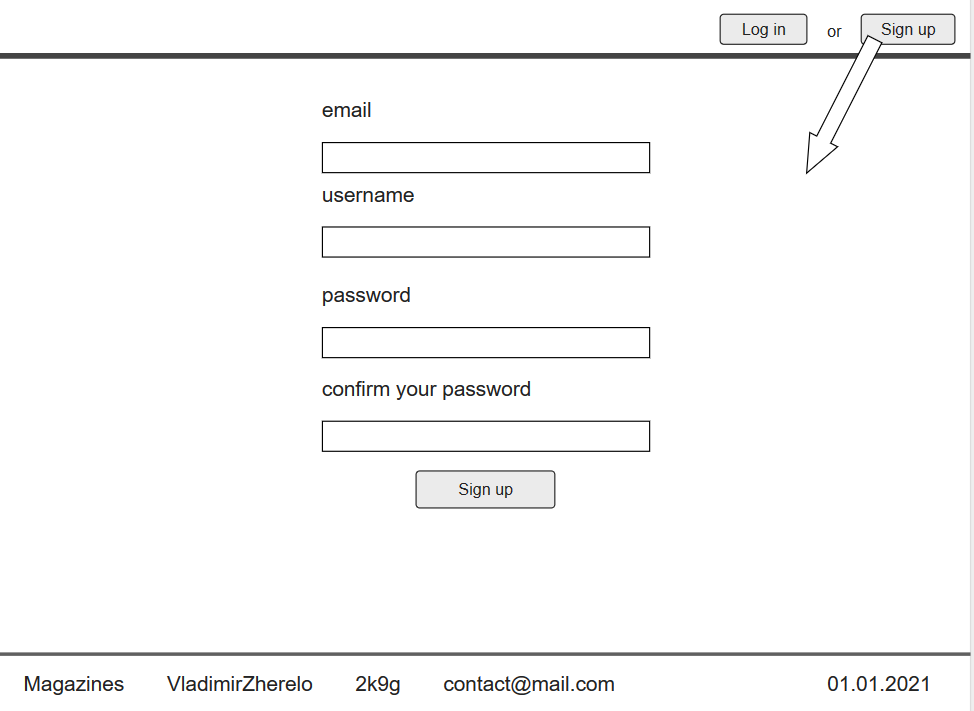 Log in or Sign up
email
username
password
confirm your password
Sign up
Magazines VladimirZherelo 2k9g contact@mail.com 01.01.2021